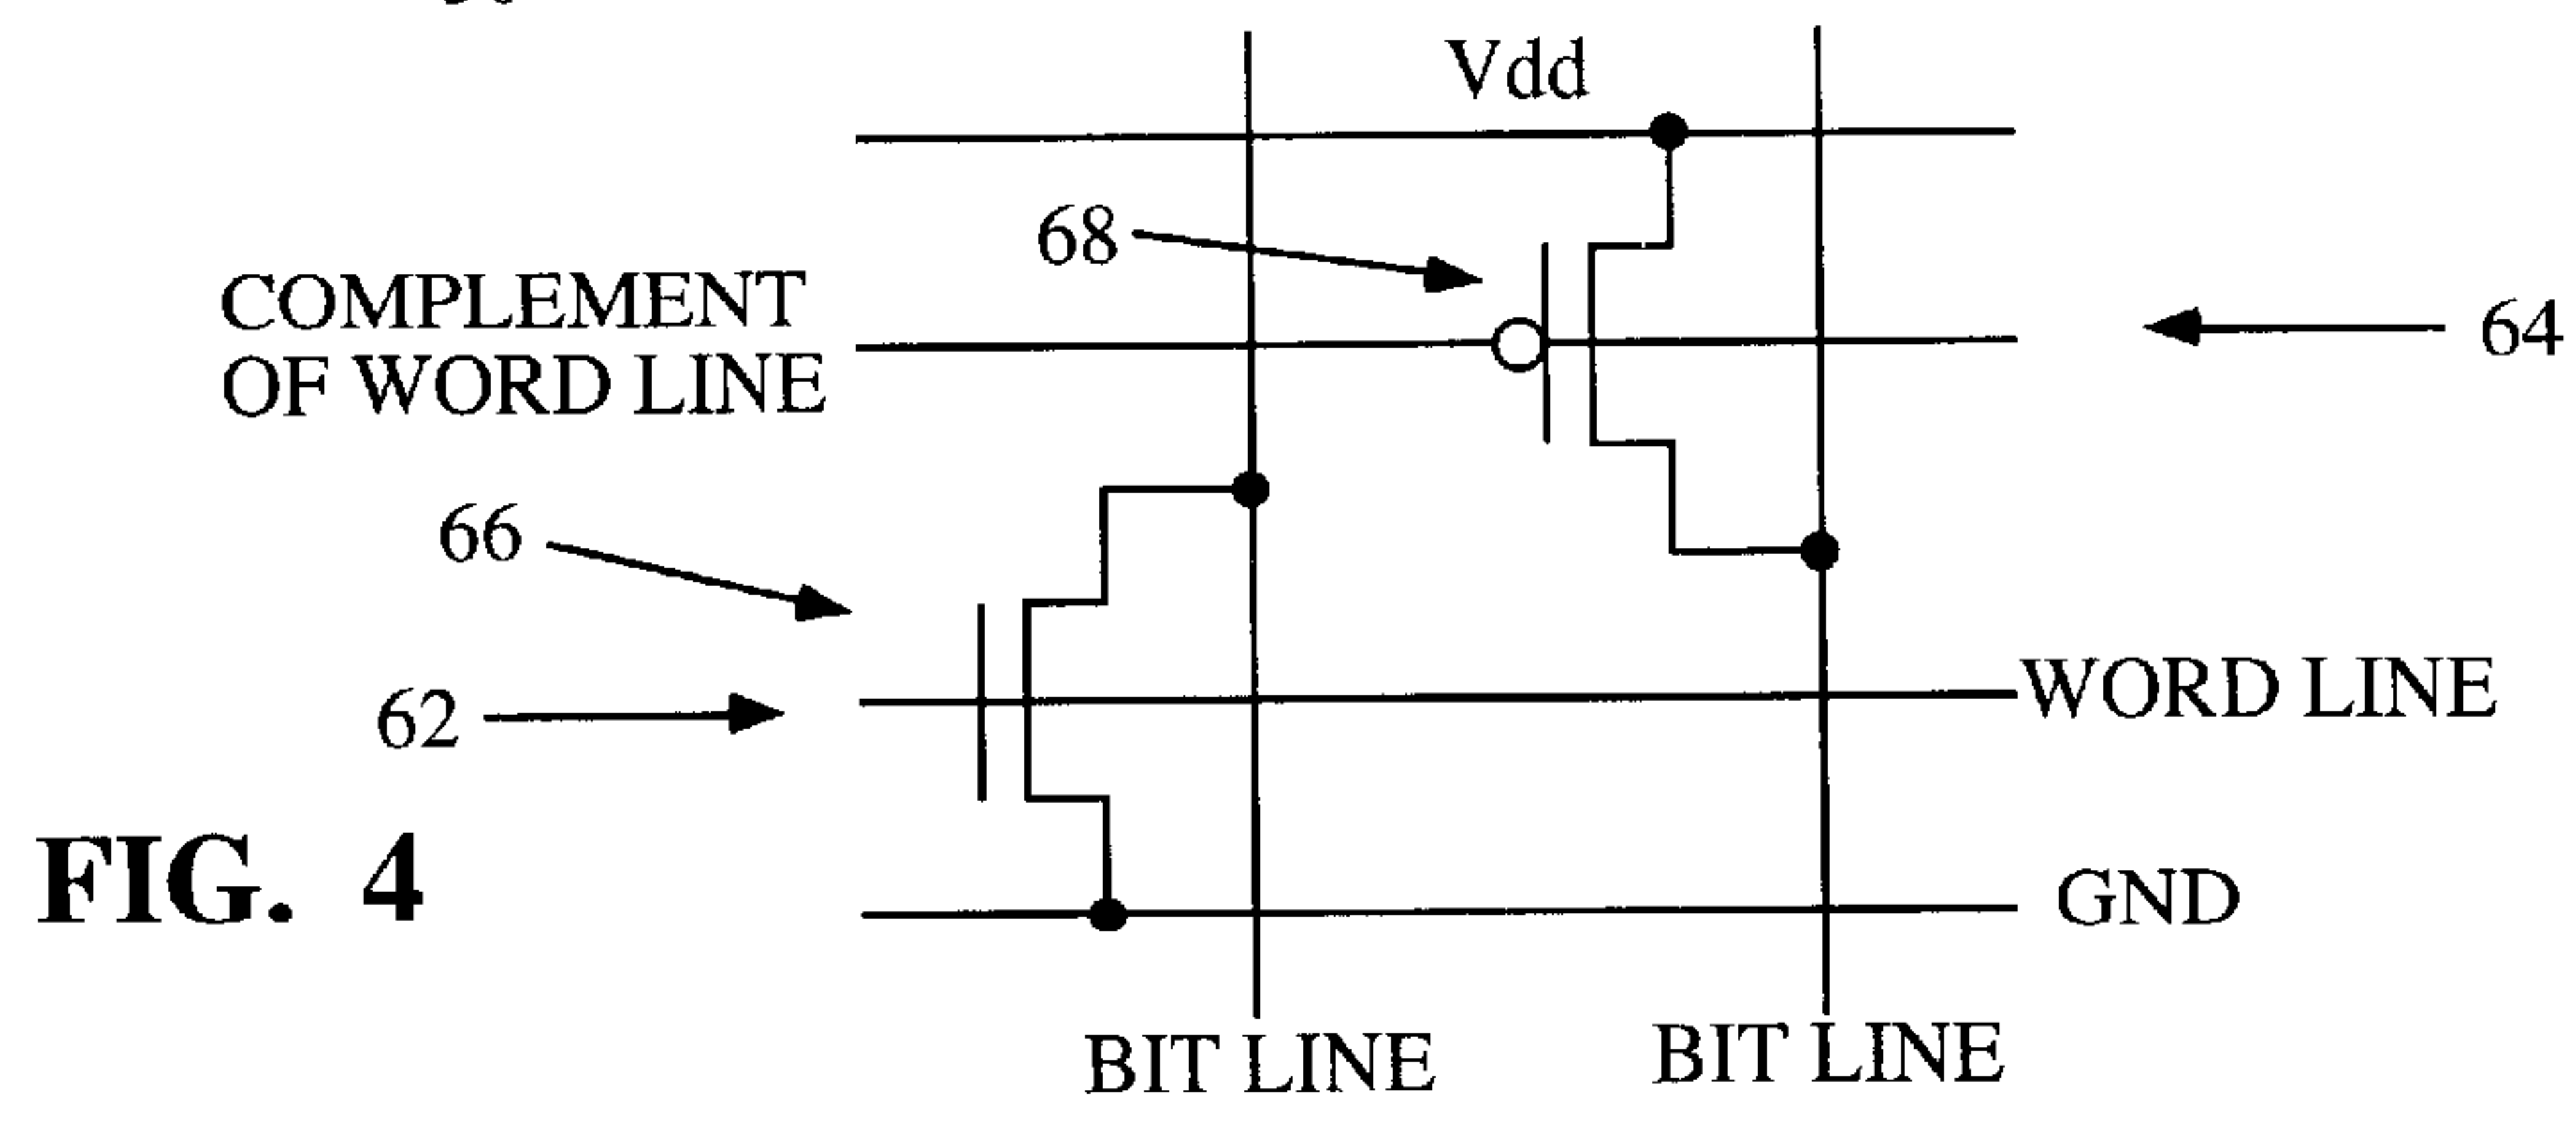 Vdd
68
COMPLEMENT
OF WORD LINE
64
66
WORD LINE
62
FIG. 4
GND
BIT LINE
BIT LINE